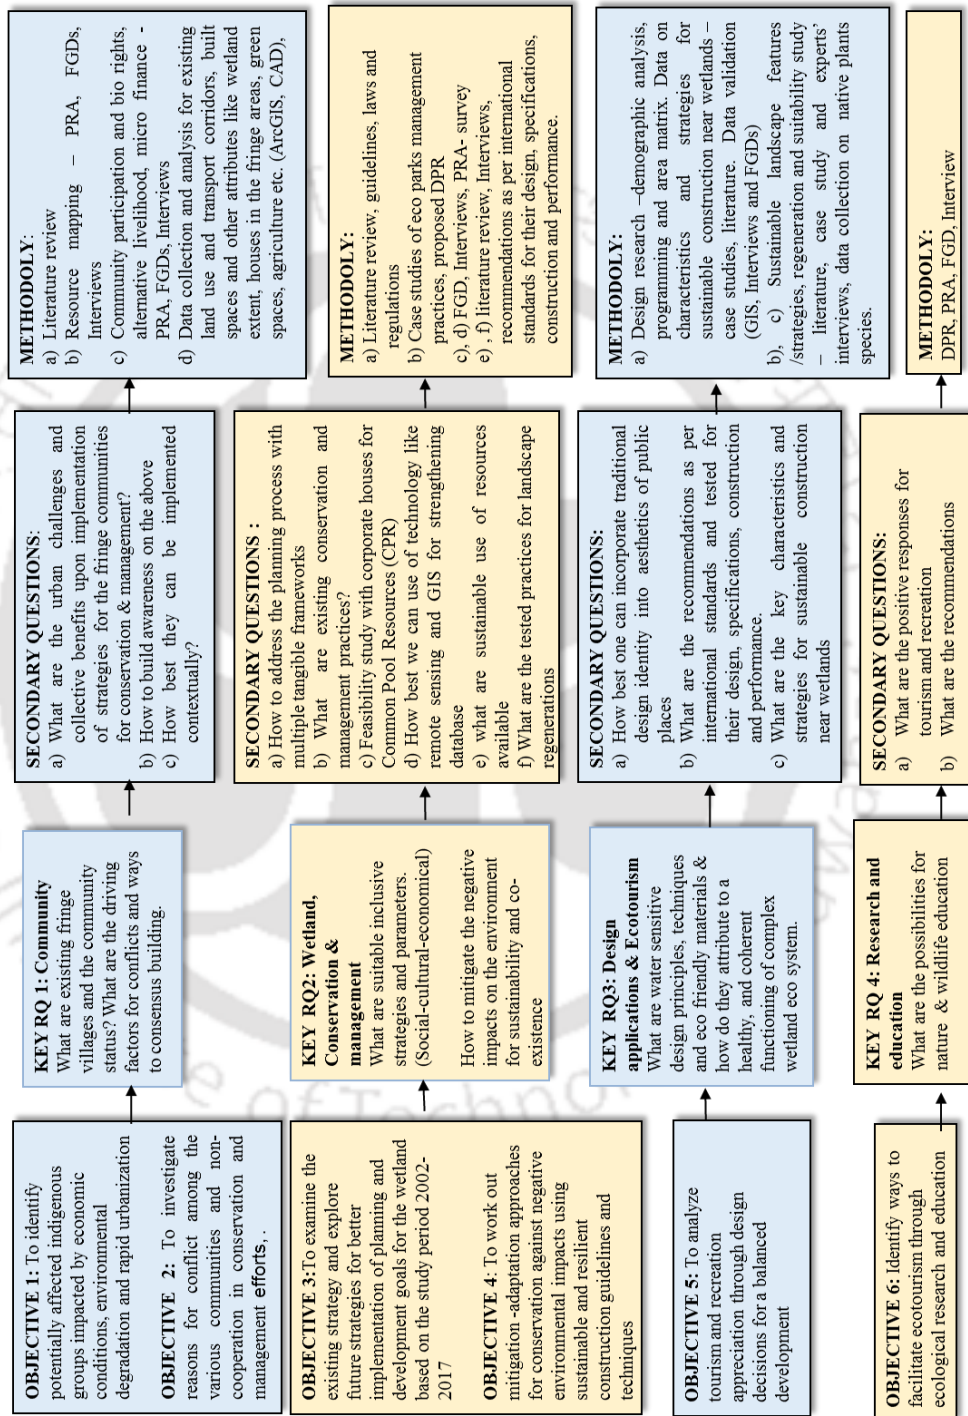 OBJECTIVE 1: To identify
potentially affected indigenous
groups impacted by economic
conditions, environmental
degradation and rapid urbanization
OBJECTIVE 2: To investigate
reasons for conflict among the
various communities and non-
cooperation in conservation and
management efforts, .
KEY RQ 1: Community
What are existing fringe
villages and the community
status? What are the driving
factors for conflicts and ways
to consensus building.
SECONDARY QUESTIONS:
a) What are the urban challenges and
collective benefits upon implementation
of strategies for the fringe communities
for conservation & management?
b) How to build awareness on the above
c) How best they can be implemented
contextually?
METHODOLY:
a) Literature review
b) Resource mapping – PRA, FGDs,
Interviews
c) Community participation and bio rights,
alternative livelihood, micro finance -
PRA, FGDs, Interviews
d) Data collection and analysis for existing
land use and transport corridors, built
spaces and other attributes like wetland
extent, houses in the fringe areas, green
spaces, agriculture etc. (ArcGIS, CAD),
OBJECTIVE 3:To examine the
existing strategy and explore
future strategies for better
implementation of planning and
development goals for the wetland
based on the study period 2002-
2017
OBJECTIVE 4: To work out
mitigation -adaptation approaches
for conservation against negative
environmental impacts using
sustainable and resilient
construction guidelines and
techniques
KEY RQ2: Wetland,
Conservation &
management
What are suitable inclusive
strategies and parameters.
(Social-cultural-economical)
How to mitigate the negative
impacts on the environment
for sustainability and co-
existence
SECONDARY QUESTIONS :
a) How to address the planning process with
multiple tangible frameworks
b) What are existing conservation and
management practices?
c) Feasibility study with corporate houses for
Common Pool Resources (CPR)
d) How best we can use of technology like
remote sensing and GIS for strengthening
database
e) what are sustainable use of resources
available
f) What are the tested practices for landscape
regenerations
METHODOLY:
a) Literature review, guidelines, laws and
regulations
b) Case studies of eco parks management
practices, proposed DPR
c), d) FGD, Interviews, PRA- survey
e) , f) literature review, Interviews,
recommendations as per international
standards for their design, specifications,
construction and performance.
OBJECTIVE 5: To analyze
tourism and recreation
appreciation through design
decisions for a balanced
development
KEY RQ3: Design
applications & Ecotourism
What are water sensitive
design principles, techniques
and eco friendly materials &
how do they attribute to a
healthy, and coherent
functioning of complex
wetland eco system.
SECONDARY QUESTIONS:
a) How best one can incorporate traditional
design identity into aesthetics of public
places
b) What are the recommendations as per
international standards and tested for
their design, specifications, construction
and performance.
c) What are the key characteristics and
strategies for sustainable construction
near wetlands
METHODOLY:
a) Design research –demographic analysis,
programming and area matrix. Data on
characteristics and strategies for
sustainable construction near wetlands –
case studies, literature. Data validation
(GIS, Interviews and FGDs)
b), c) Sustainable landscape features
/strategies, regeneration and suitability study
– literature, case study and experts’
interviews, data collection on native plants
species.
OBJECTIVE 6: Identify ways to
facilitate ecotourism through
ecological research and education
KEY RQ 4: Research and
education
What are the possibilities for
nature & wildlife education
SECONDARY QUESTIONS:
a) What are the positive responses for
tourism and recreation
b) What are the recommendations
METHODOLY:
DPR, PRA, FGD, Interview
of Techno